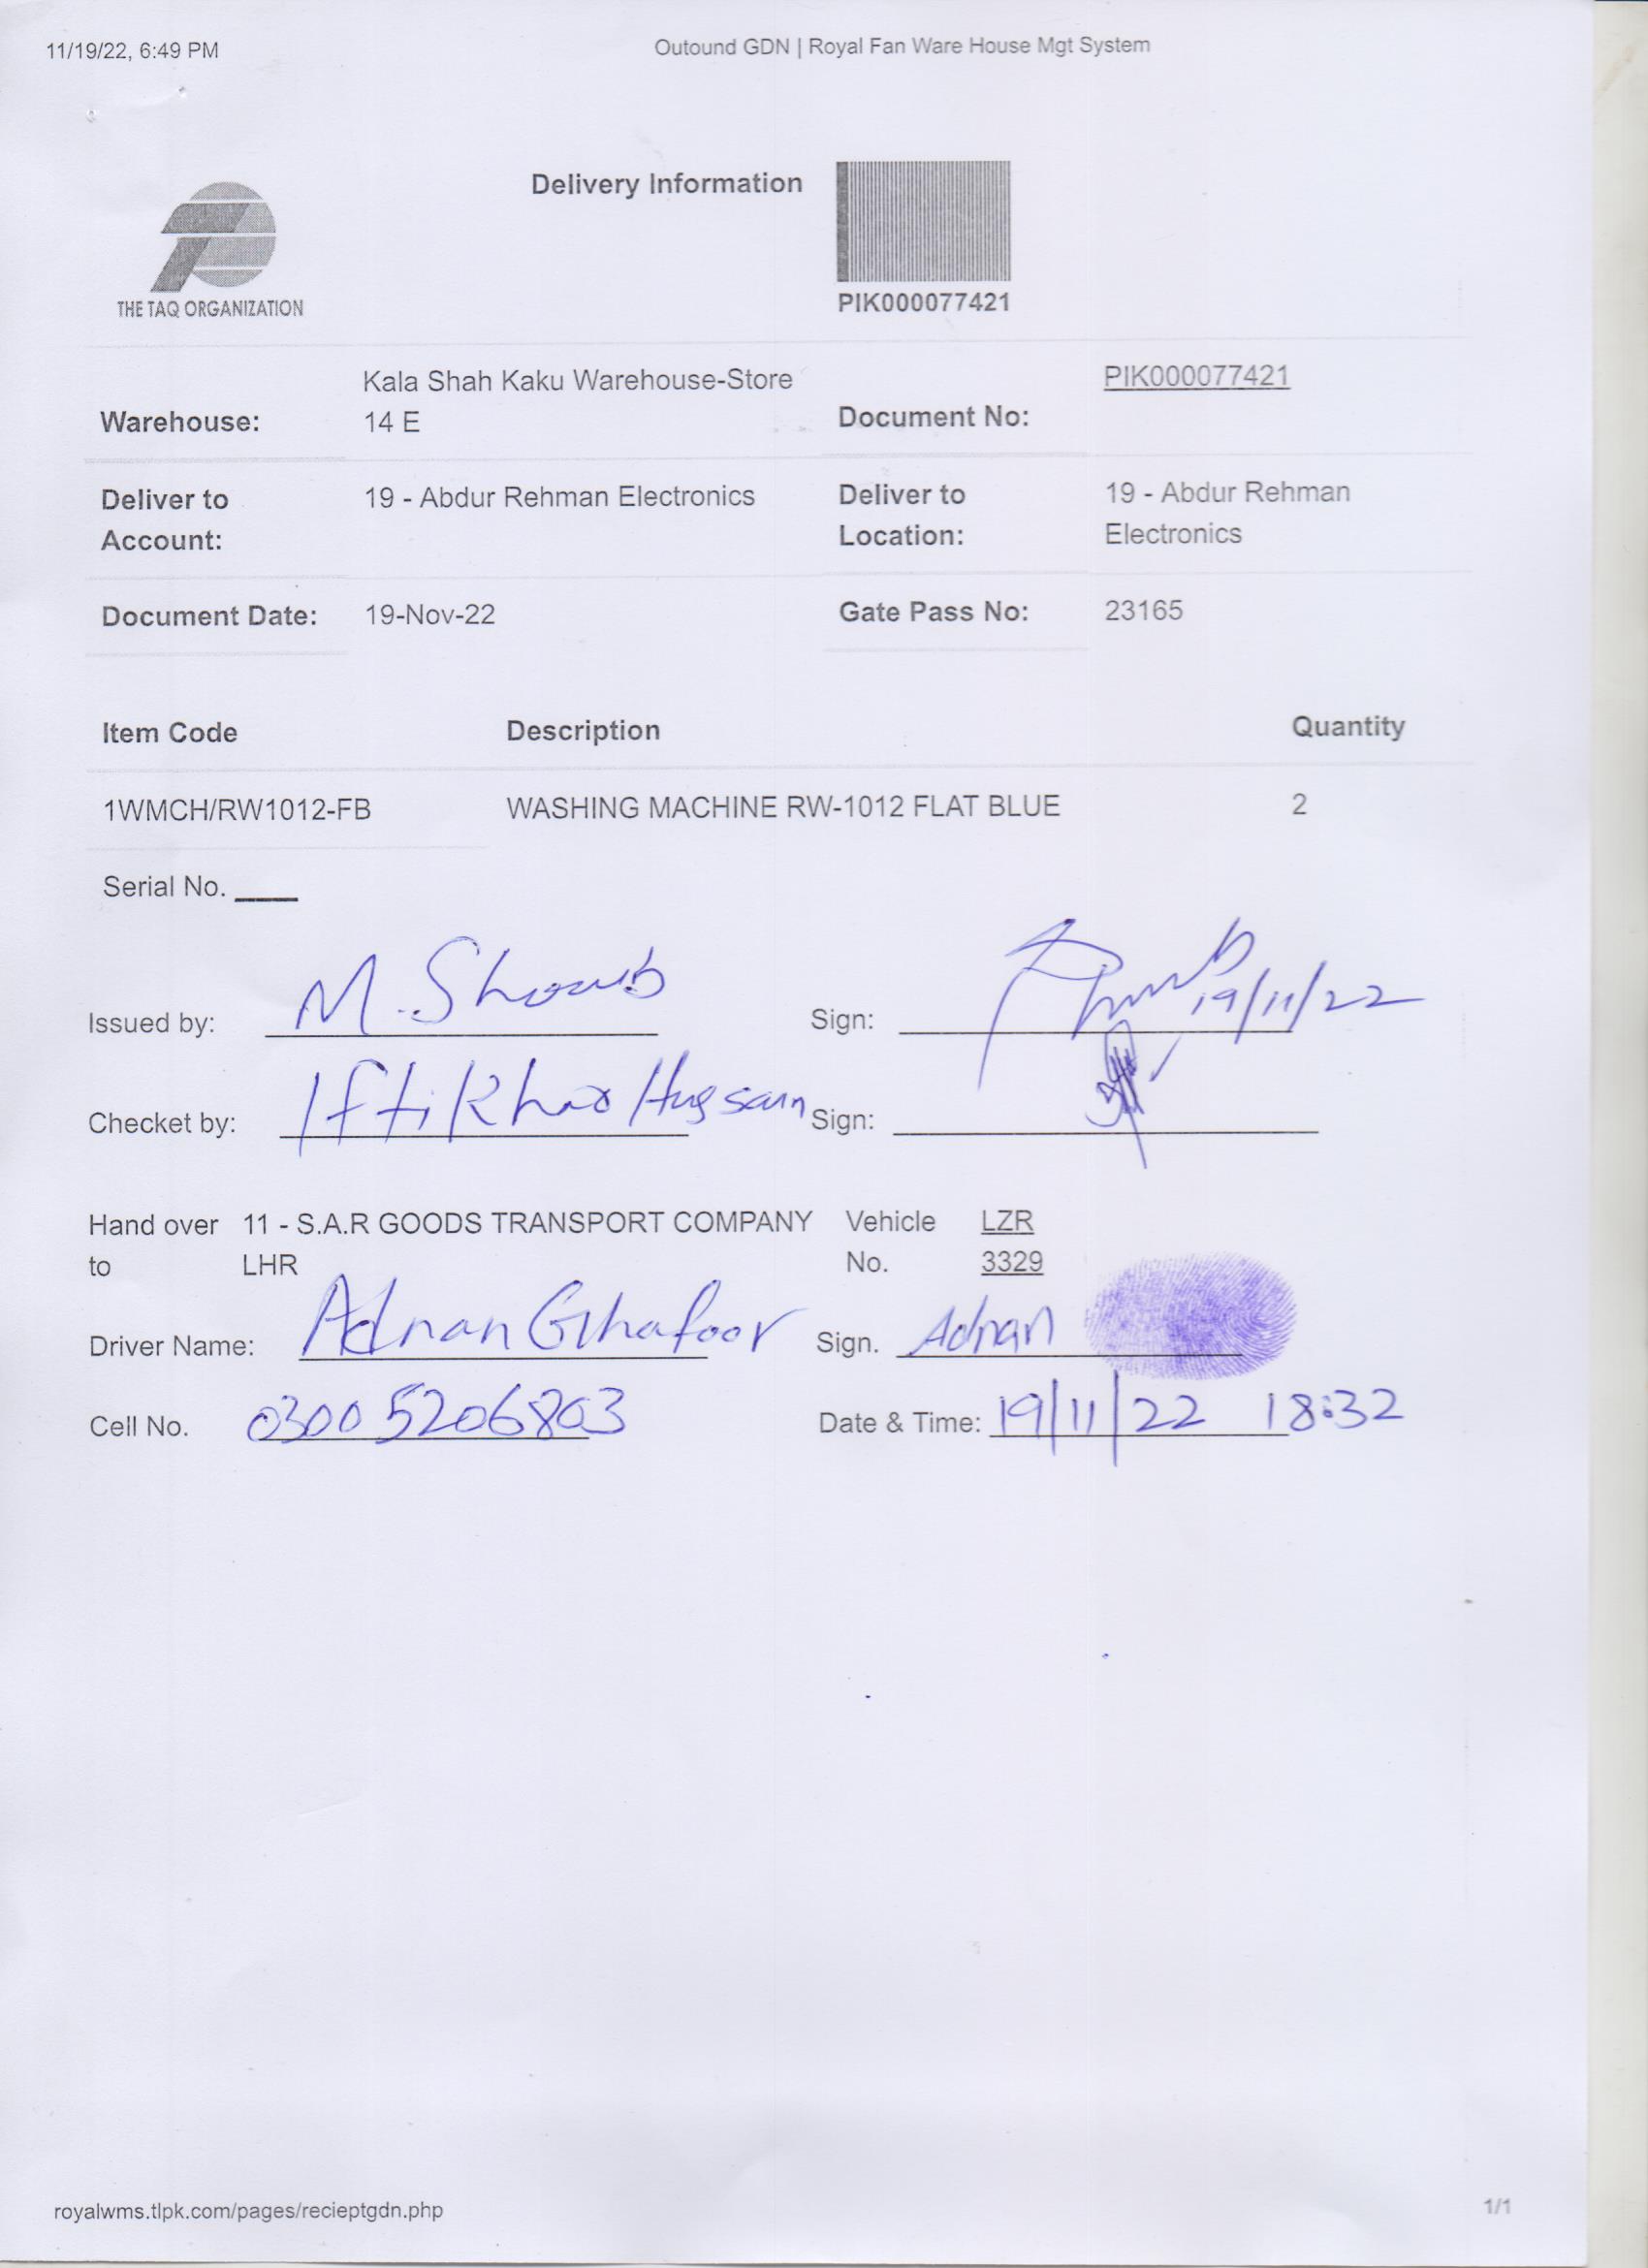 11/19/22, 6:49 PM Outound GDN | Royal Fan Ware House Mgt System
Delivery Information
THE TAQ ORGANIZATION
PIK000077421
Warehouse: Kala Shah Kaku Warehouse-Store 14 E Document No: PIK000077421
Deliver to Account: 19 - Abdur Rehman Electronics Deliver to Location: 19 - Abdur Rehman Electronics
Document Date: 19-Nov-22 Gate Pass No: 23165
Item Code Description Quantity
1WMCH/RW1012-FB WASHING MACHINE RW-1012 FLAT BLUE 2
Serial No. ____
Issued by: M. Shoaib Sign: 19/11/22
Checket by: Iftikhar Hussain Sign:
Hand over to 11 - S.A.R GOODS TRANSPORT COMPANY LHR Vehicle No. LZR 3329
Driver Name: Adnan Ghafoor Sign. Adnan
Cell No. 0300 5206803 Date & Time: 19/11/22 18:32
royalwms.tlpk.com/pages/recieptgdn.php 1/1